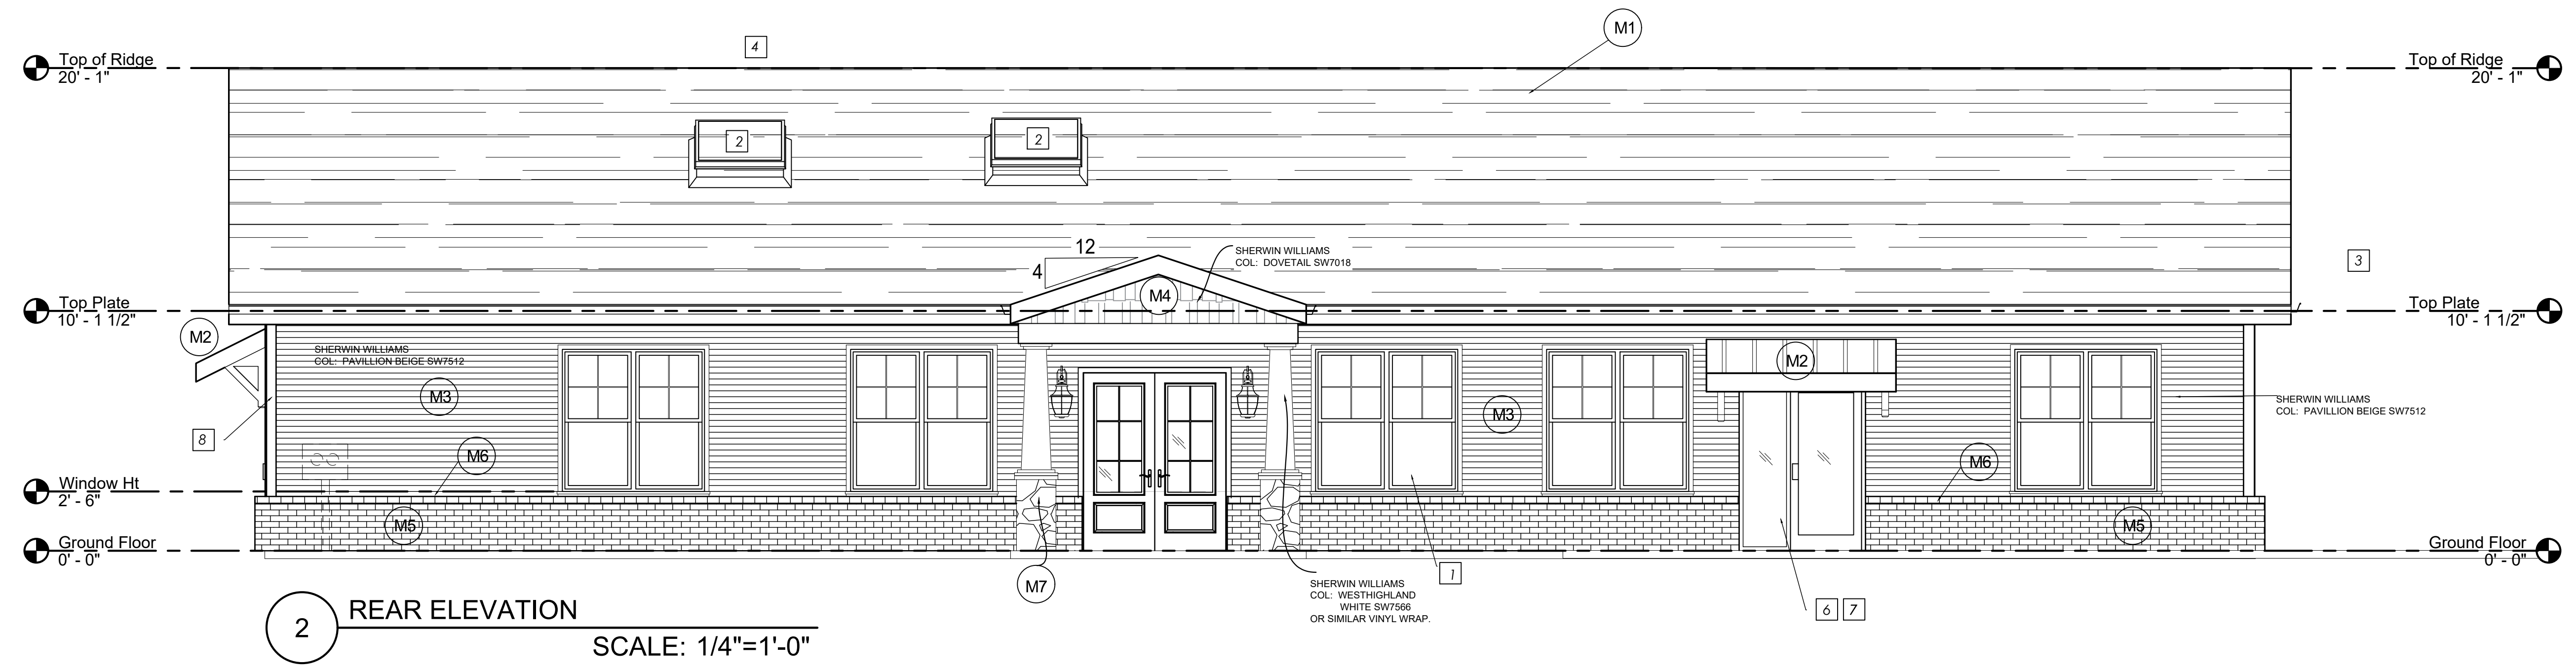 M1
4
Top of Ridge
20' - 1"
Top of Ridge
20' - 1"
2
2
12
4
SHERWIN WILLIAMS
COL: DOVETAIL SW7018
3
M4
Top Plate
10' - 1 1/2"
Top Plate
10' - 1 1/2"
M2
SHERWIN WILLIAMS
COL: PAVILLION BEIGE SW7512
M2
M3
M3
SHERWIN WILLIAMS
COL: PAVILLION BEIGE SW7512
8
M6
M6
Window Ht
2' - 6"
M5
M5
Ground Floor
0' - 0"
Ground Floor
0' - 0"
M7
1
SHERWIN WILLIAMS
COL: WESTHIGHLAND
WHITE SW7566
OR SIMILAR VINYL WRAP.
6 7
2
REAR ELEVATION
SCALE: 1/4"=1'-0"